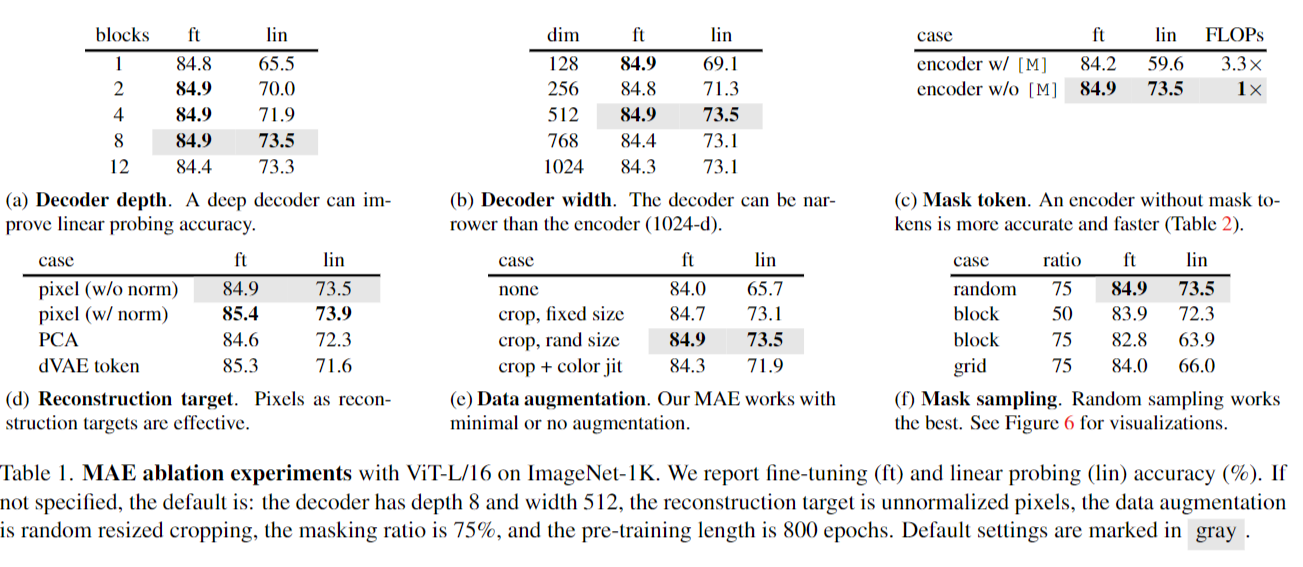 blocks ft lin
1 84.8 65.5
2 84.9 70.0
4 84.9 71.9
8 84.9 73.5
12 84.4 73.3
(a) Decoder depth. A deep decoder can im-
prove linear probing accuracy.
dim ft lin
128 84.9 69.1
256 84.8 71.3
512 84.9 73.5
768 84.4 73.1
1024 84.3 73.1
(b) Decoder width. The decoder can be nar-
rower than the encoder (1024-d).
case ft lin FLOPs
encoder w/ [M] 84.2 59.6 3.3×
encoder w/o [M] 84.9 73.5 1×
(c) Mask token. An encoder without mask to-
kens is more accurate and faster (Table 2).
case ft lin
pixel (w/o norm) 84.9 73.5
pixel (w/ norm) 85.4 73.9
PCA 84.6 72.3
dVAE token 85.3 71.6
(d) Reconstruction target. Pixels as recon-
struction targets are effective.
case ft lin
none 84.0 65.7
crop, fixed size 84.7 73.1
crop, rand size 84.9 73.5
crop + color jit 84.3 71.9
(e) Data augmentation. Our MAE works with
minimal or no augmentation.
case ratio ft lin
random 75 84.9 73.5
block 50 83.9 72.3
block 75 82.8 63.9
grid 75 84.0 66.0
(f) Mask sampling. Random sampling works
the best. See Figure 6 for visualizations.
Table 1. MAE ablation experiments with ViT-L/16 on ImageNet-1K. We report fine-tuning (ft) and linear probing (lin) accuracy (%). If
not specified, the default is: the decoder has depth 8 and width 512, the reconstruction target is unnormalized pixels, the data augmentation
is random resized cropping, the masking ratio is 75%, and the pre-training length is 800 epochs. Default settings are marked in gray .